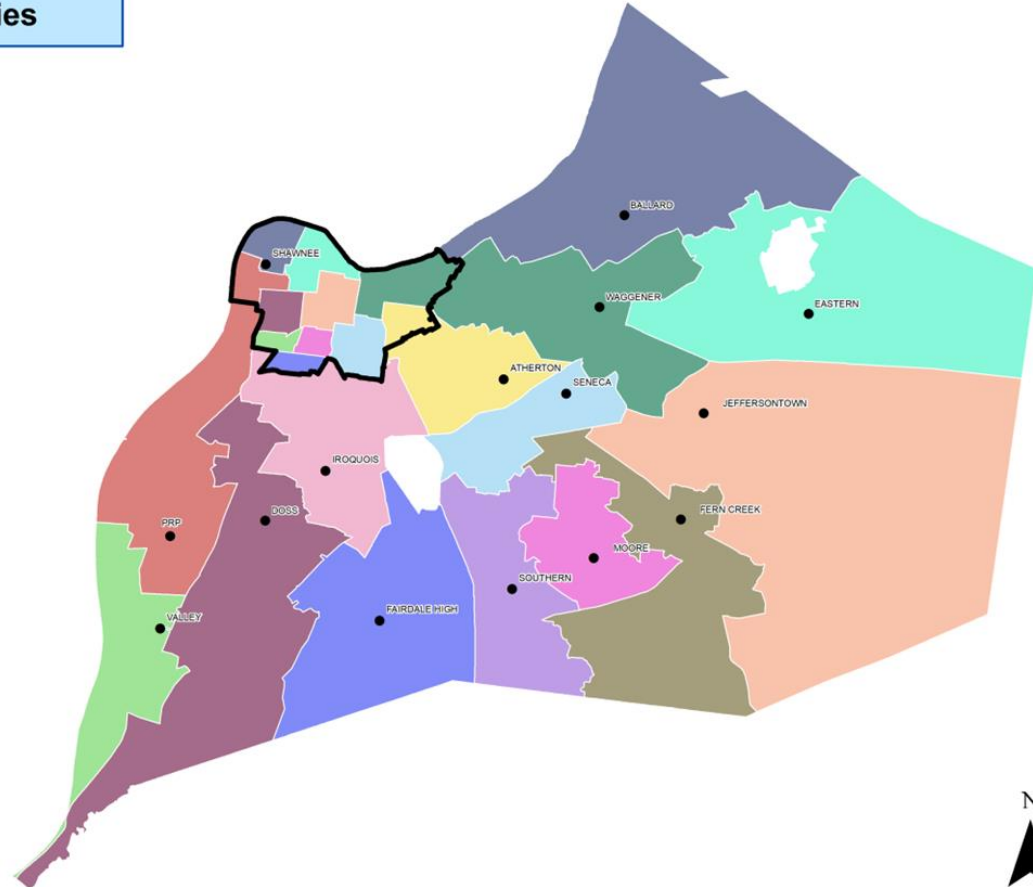 ies
BALLARD
SHAWNEE
WAGGENER
EASTERN
ATHERTON
SENECA
JEFFERSONTOWN
IROQUOIS
DOSS
FERN CREEK
PRP
MOORE
SOUTHERN
FAIRDALE HIGH
VALLEY
N